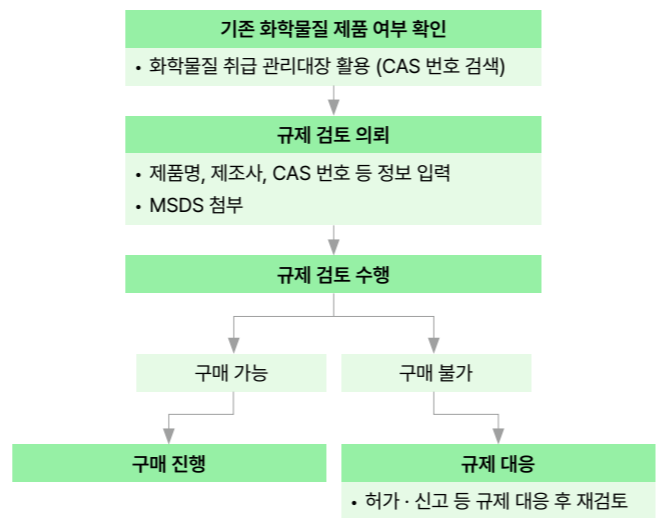 기존 화학물질 제품 여부 확인
• 화학물질 취급 관리대장 활용 (CAS 번호 검색)
규제 검토 의뢰
• 제품명, 제조사, CAS 번호 등 정보 입력
• MSDS 첨부
규제 검토 수행
구매 가능
구매 불가
구매 진행
규제 대응
• 허가 · 신고 등 규제 대응 후 재검토